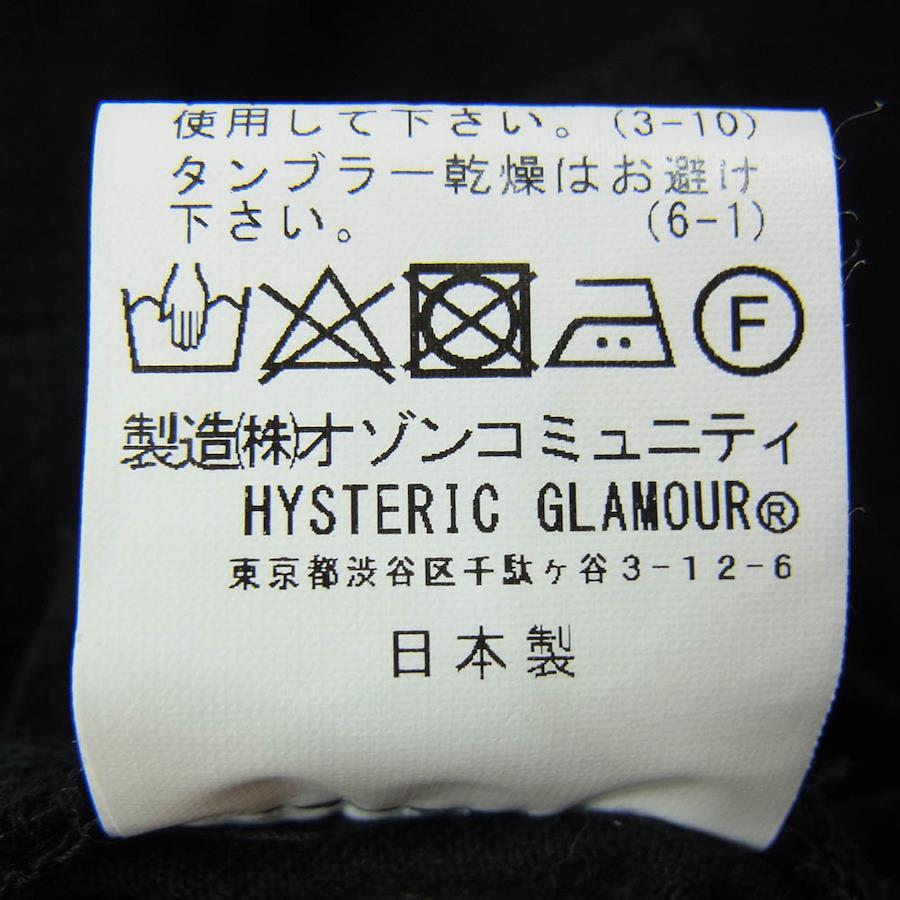 使用して下さい。(3-10)
タンブラー乾燥はお避け
下さい。 (6-1)
F
製造(株)オゾンコミュニティ
HYSTERIC GLAMOUR®
東京都渋谷区千駄ヶ谷3-12-6
日本製